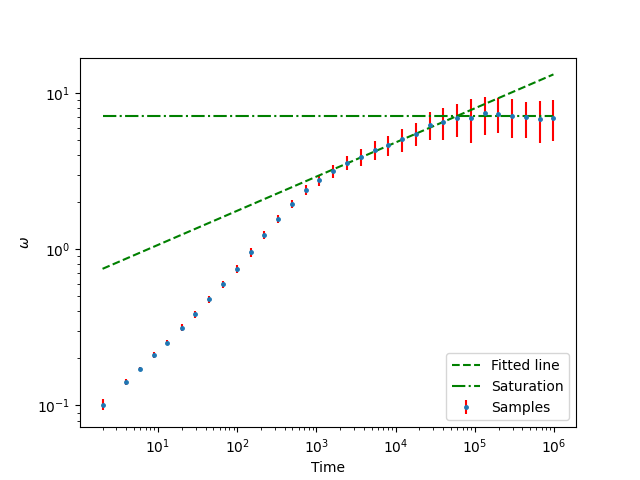 10¹
10⁰
10⁻¹
ω
10¹
10²
10³
10⁴
10⁵
10⁶
Time
Fitted line
Saturation
Samples